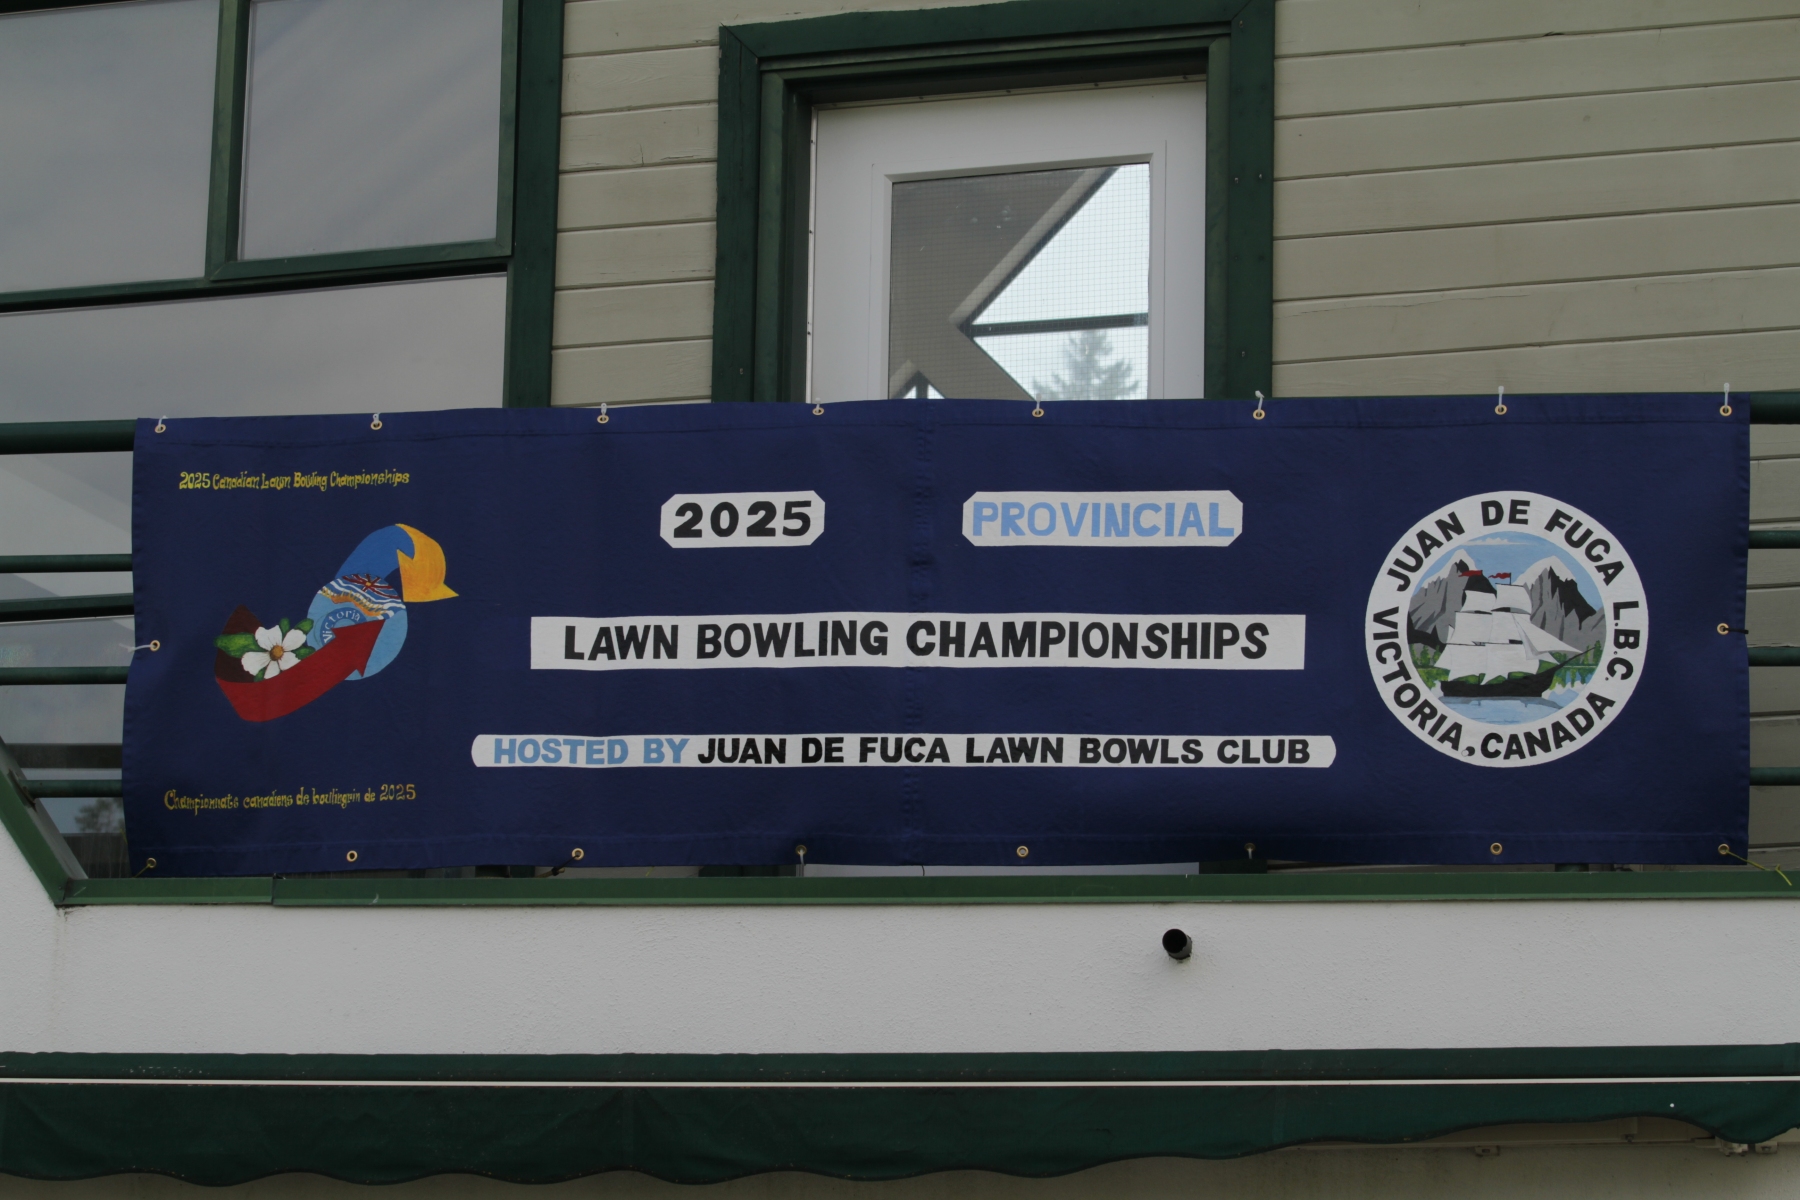 2025 Canadian Lawn Bowling Championships
Victoria
Championnats canadiens de boulingrin de 2025
2025 PROVINCIAL
LAWN BOWLING CHAMPIONSHIPS
HOSTED BY JUAN DE FUCA LAWN BOWLS CLUB
JUAN DE FUCA L.B.C.
VICTORIA, CANADA